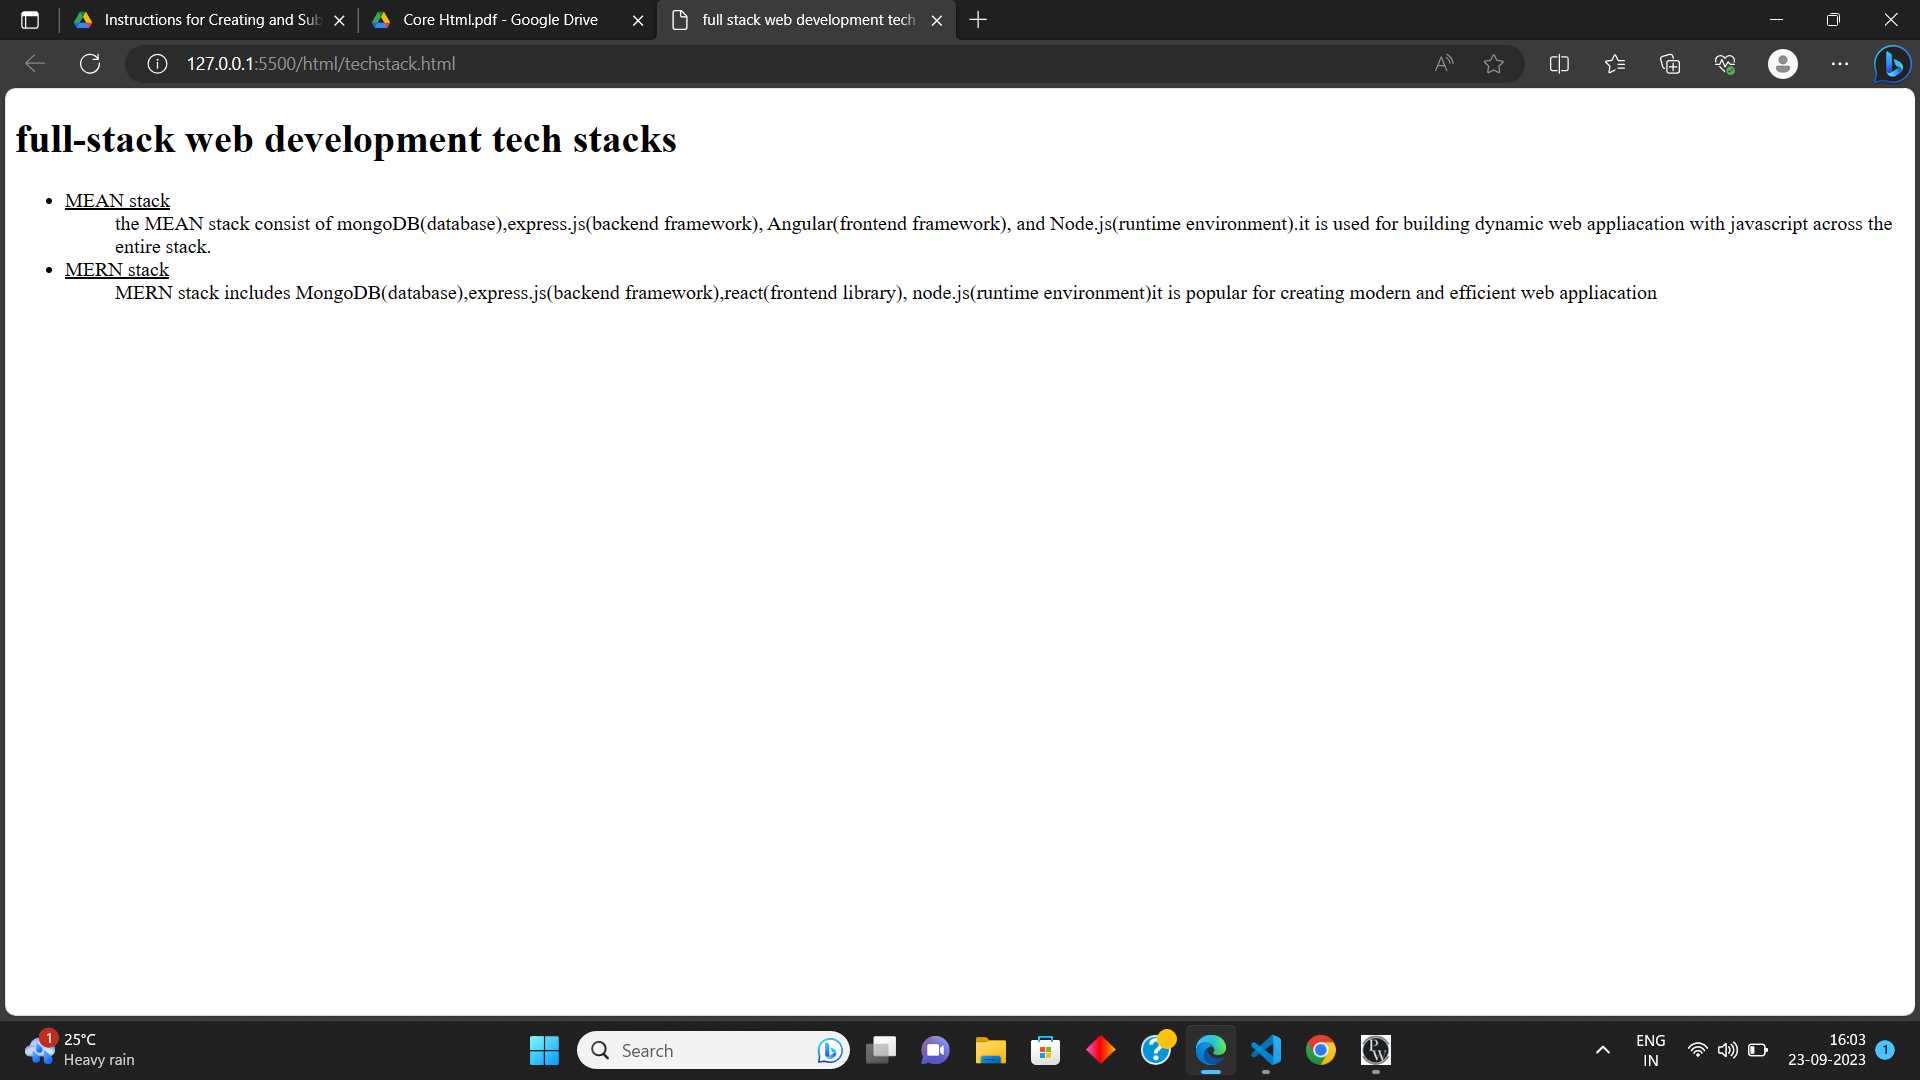 Instructions for Creating and Sub
Core Html.pdf - Google Drive
full stack web development tech
127.0.0.1:5500/html/techstack.html
full-stack web development tech stacks
• MEAN stack
the MEAN stack consist of mongoDB(database),express.js(backend framework), Angular(frontend framework), and Node.js(runtime environment).it is used for building dynamic web appliacation with javascript across the
entire stack.
• MERN stack
MERN stack includes MongoDB(database),express.js(backend framework),react(frontend library), node.js(runtime environment)it is popular for creating modern and efficient web appliacation
1
25°C
Heavy rain
Search
PW
ENG
IN
16:03
23-09-2023
1